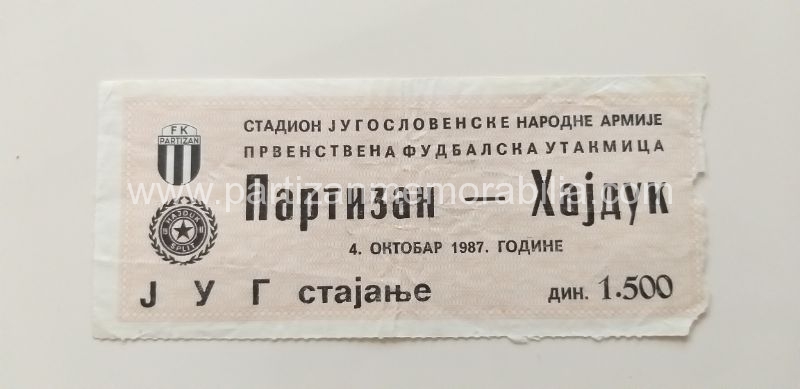 FK
PARTIZAN
СТАДИОН ЈУГОСЛОВЕНСКЕ НАРОДНЕ АРМИЈЕ
ПРВЕНСТВЕНА ФУДБАЛСКА УТАКМИЦА
www.partizanmemorabilia.com
Партизан — Хајдук
HAJDUK
SPLIT
4. ОКТОБАР 1987. ГОДИНЕ
ЈУГ стајање
дин. 1.500